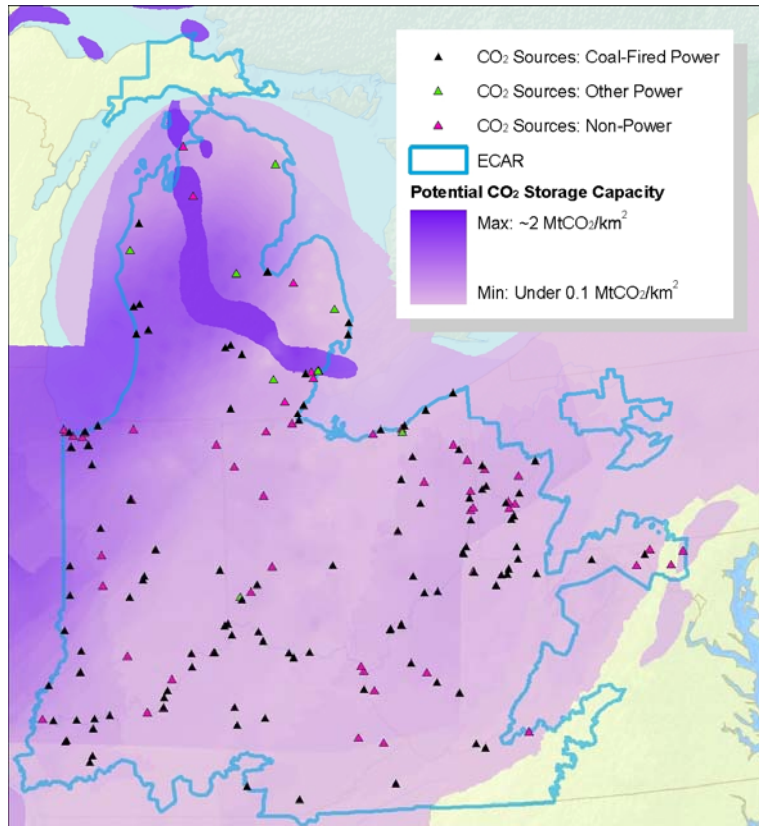 CO₂ Sources: Coal-Fired Power
CO₂ Sources: Other Power
CO₂ Sources: Non-Power
ECAR
Potential CO₂ Storage Capacity
Max: ~2 MtCO₂/km²
Min: Under 0.1 MtCO₂/km²